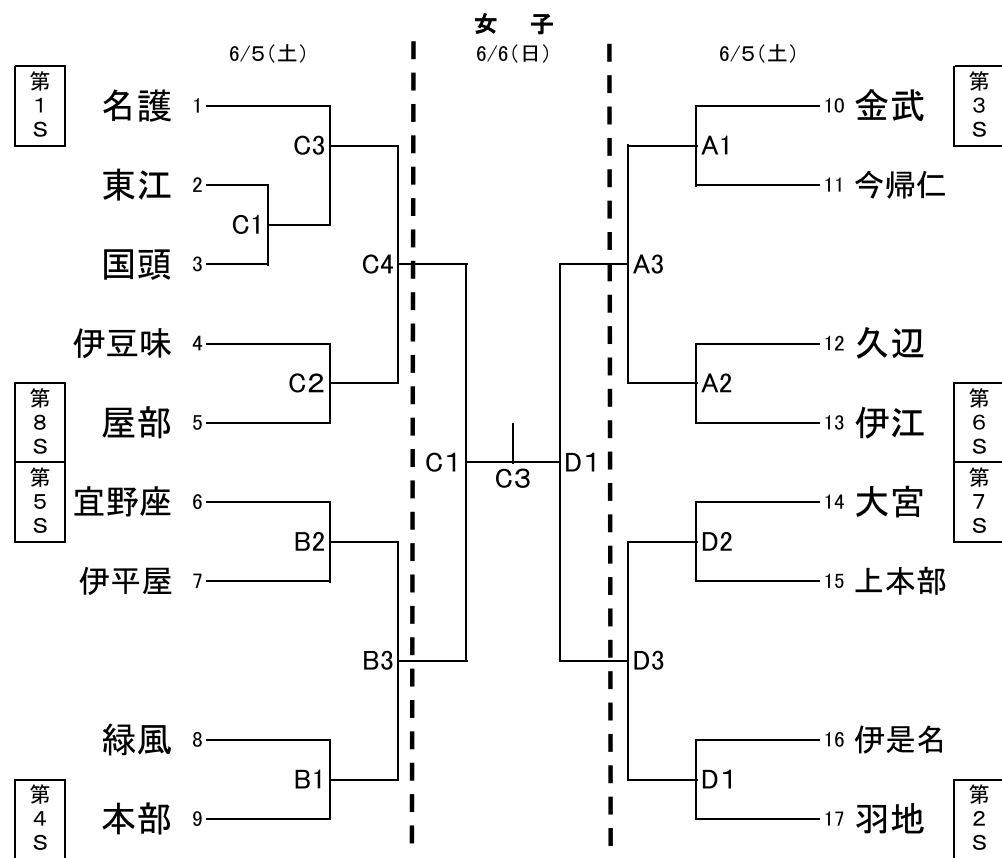 女 子
6/5(土)
6/6(日)
6/5(土)
第1S
名護 1
C3
東江 2
C1
国頭 3
C4
伊豆味 4
C2
第8S
屋部 5
C1
第5S
宜野座 6
B2
伊平屋 7
B3
緑風 8
B1
第4S
本部 9
C3
10 金武
第3S
A1
11 今帰仁
A3
12 久辺
A2
13 伊江
第6S
D1
14 大宮
第7S
D2
15 上本部
D3
16 伊是名
D1
17 羽地
第2S